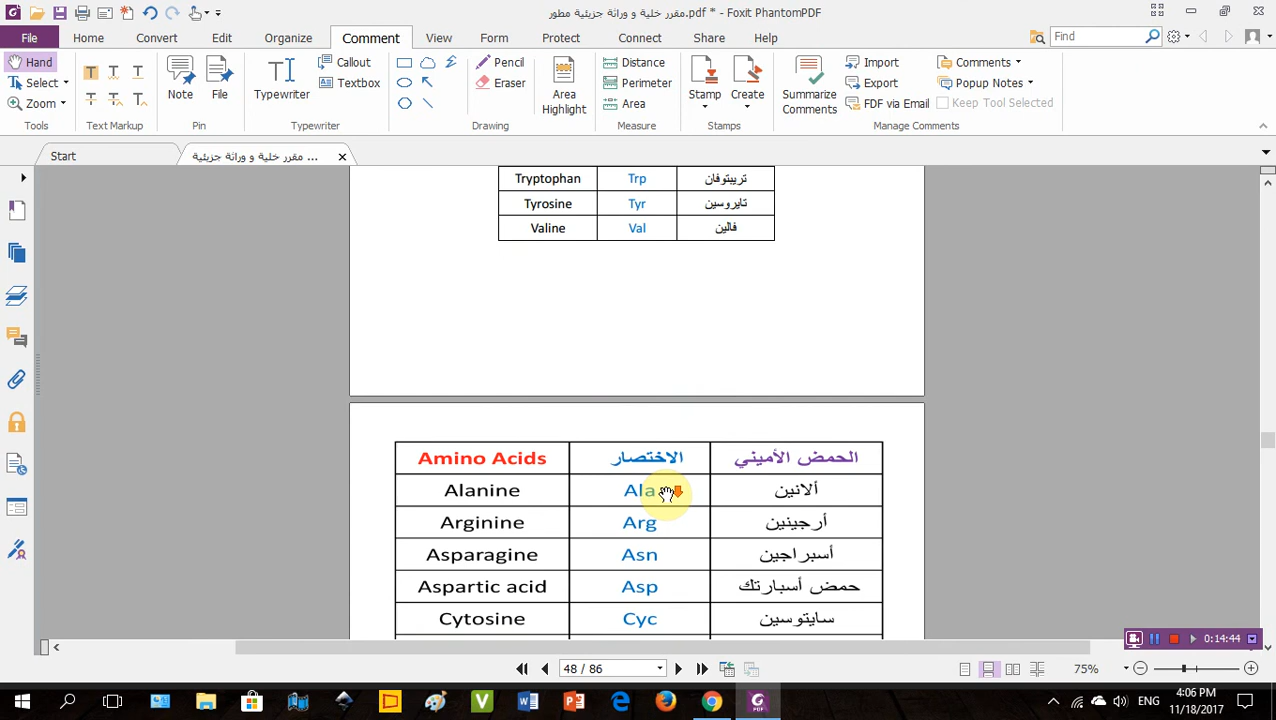 مقرر خلية و وراثة جزيئية مطور.pdf * - Foxit PhantomPDF
File Home Convert Edit Organize Comment View Form Protect Connect Share Help Find
Hand
Select
Zoom
Tools
Text Markup
Note
File
Pin
Typewriter
Callout
Textbox
Typewriter
Pencil
Eraser
Area Highlight
Drawing
Distance
Perimeter
Area
Measure
Stamp
Create
Stamps
Summarize Comments
Import
Export
FDF via Email
Comments
Popup Notes
Keep Tool Selected
Manage Comments
Start
مقرر خلية و وراثة جزيئية ...
Tryptophan Trp تريبتوفان
Tyrosine Tyr تايروسين
Valine Val فالين
Amino Acids الاختصار الحمض الأميني
Alanine Ala ألانين
Arginine Arg أرجينين
Asparagine Asn أسبراجين
Aspartic acid Asp حمض أسبارتك
Cytosine Cyc سايتوسين
0:14:44
48 / 86
75%
ENG
4:06 PM
11/18/2017